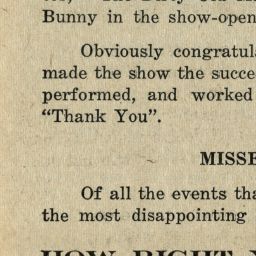 Bunny in the show-open
Obviously congratula
made the show the succe
performed, and worked
“Thank You”.
MISSE
Of all the events tha
the most disappointing
HOW RIGHT